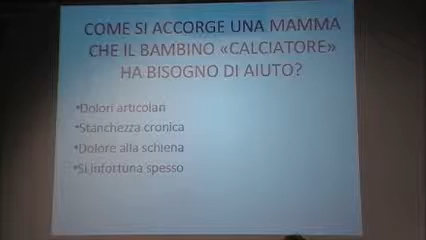 COME SI ACCORGE UNA MAMMA
CHE IL BAMBINO «CALCIATORE»
HA BISOGNO DI AIUTO?
•Dolori articolari
•Stanchezza cronica
•Dolore alla schiena
•Si infortuna spesso